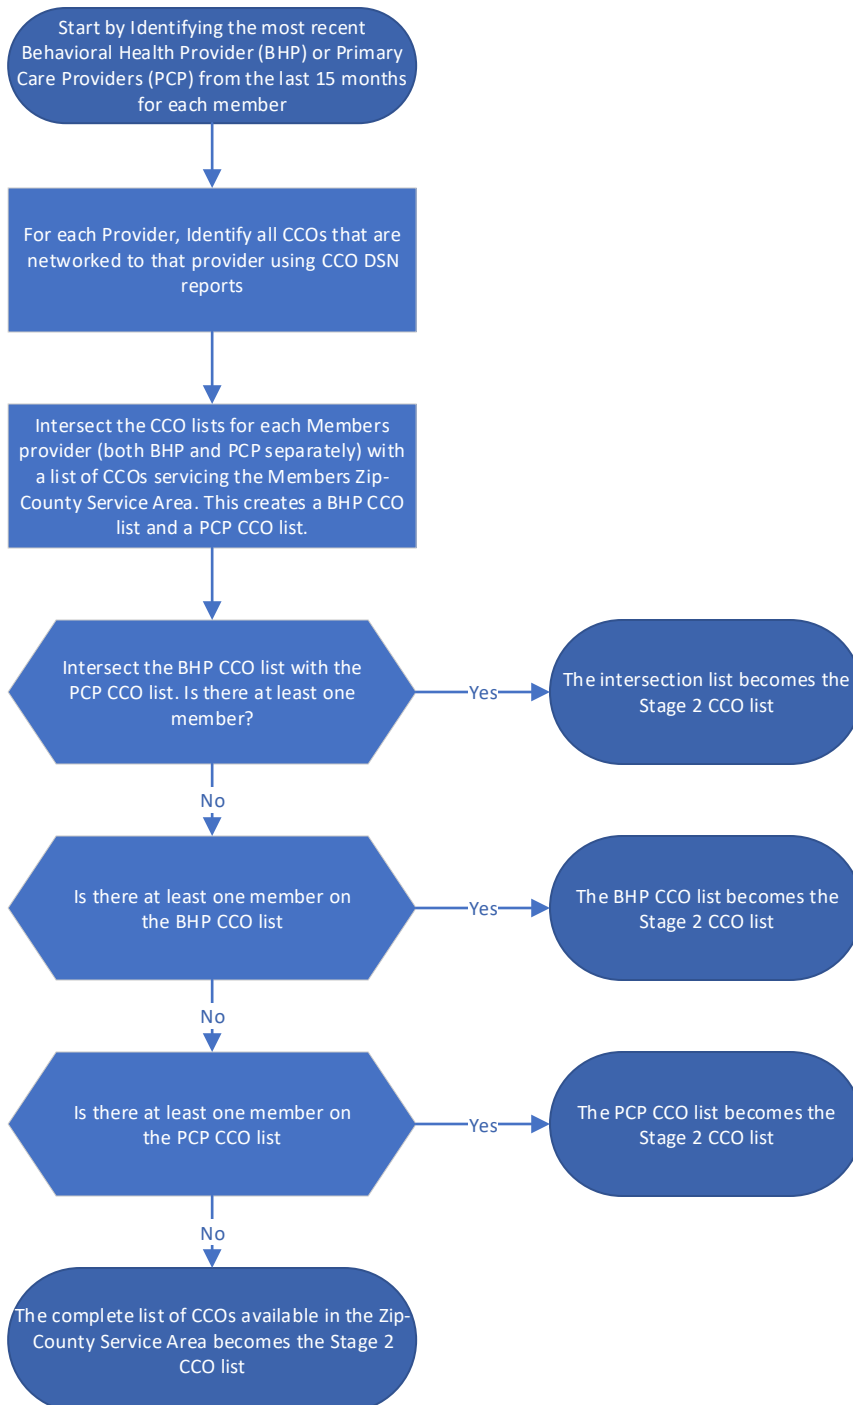 Start by Identifying the most recent
Behavioral Health Provider (BHP) or Primary
Care Providers (PCP) from the last 15 months
for each member
For each Provider, Identify all CCOs that are
networked to that provider using CCO DSN
reports
Intersect the CCO lists for each Members
provider (both BHP and PCP separately) with
a list of CCOs servicing the Members Zip-
County Service Area. This creates a BHP CCO
list and a PCP CCO list.
Intersect the BHP CCO list with the
PCP CCO list. Is there at least one
member?
Yes
The intersection list becomes the
Stage 2 CCO list
No
Is there at least one member on
the BHP CCO list
Yes
The BHP CCO list becomes the
Stage 2 CCO list
No
Is there at least one member on
the PCP CCO list
Yes
The PCP CCO list becomes the
Stage 2 CCO list
No
The complete list of CCOs available in the Zip-
County Service Area becomes the Stage 2
CCO list